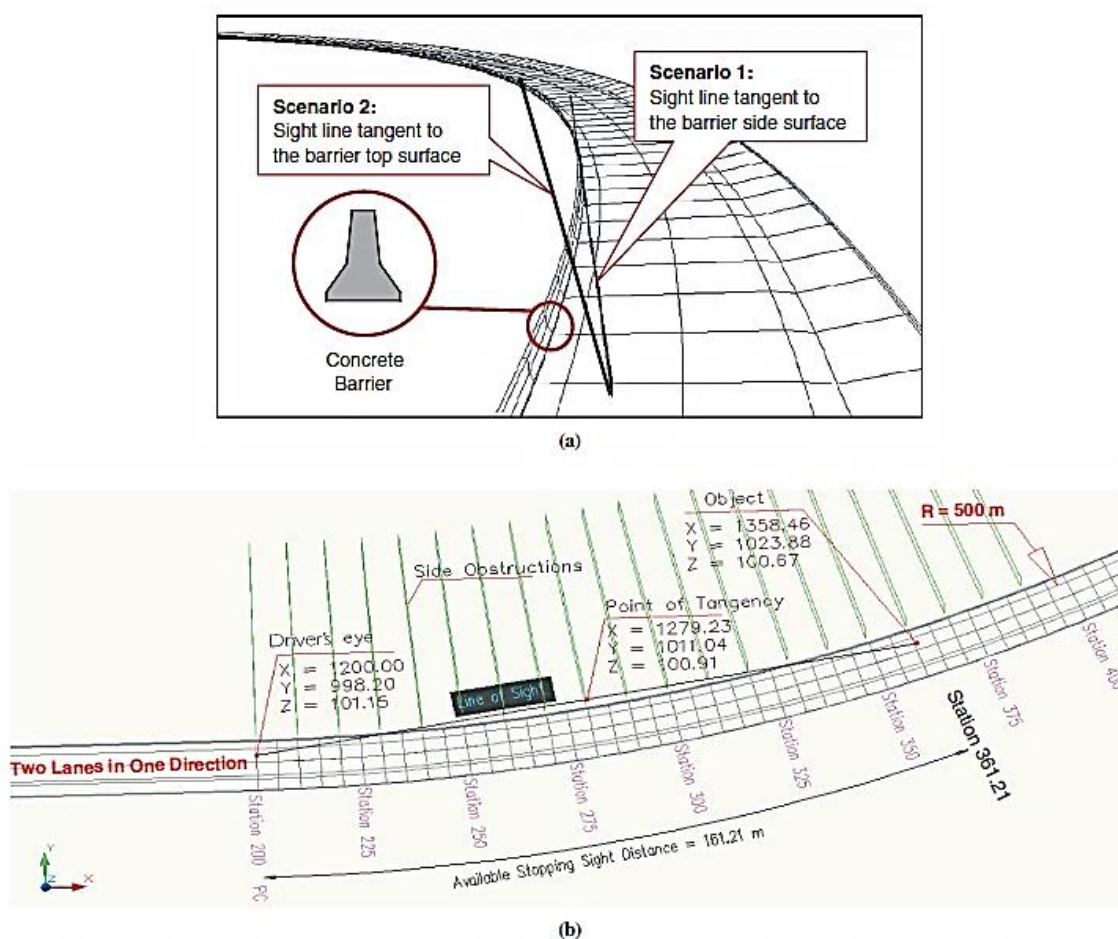 Scenario 2:
Sight line tangent to
the barrier top surface
Scenario 1:
Sight line tangent to
the barrier side surface
Concrete
Barrier
(a)
Object
X = 1358.46
Y = 1023.88
Z = 100.67
R = 500 m
Side Obstructions
Point of Tangency
X = 1279.23
Y = 1011.04
Z = 100.91
Driver's eye
X = 1200.00
Y = 998.20
Z = 101.15
Line of Sight
Two Lanes in One Direction
Station 200 PC
Station 225
Station 250
Station 275
Station 300
Station 325
Station 350
Station 375
Station 400
Station 361.21
Available Stopping Sight Distance = 161.21 m
Y
Z
X
(b)